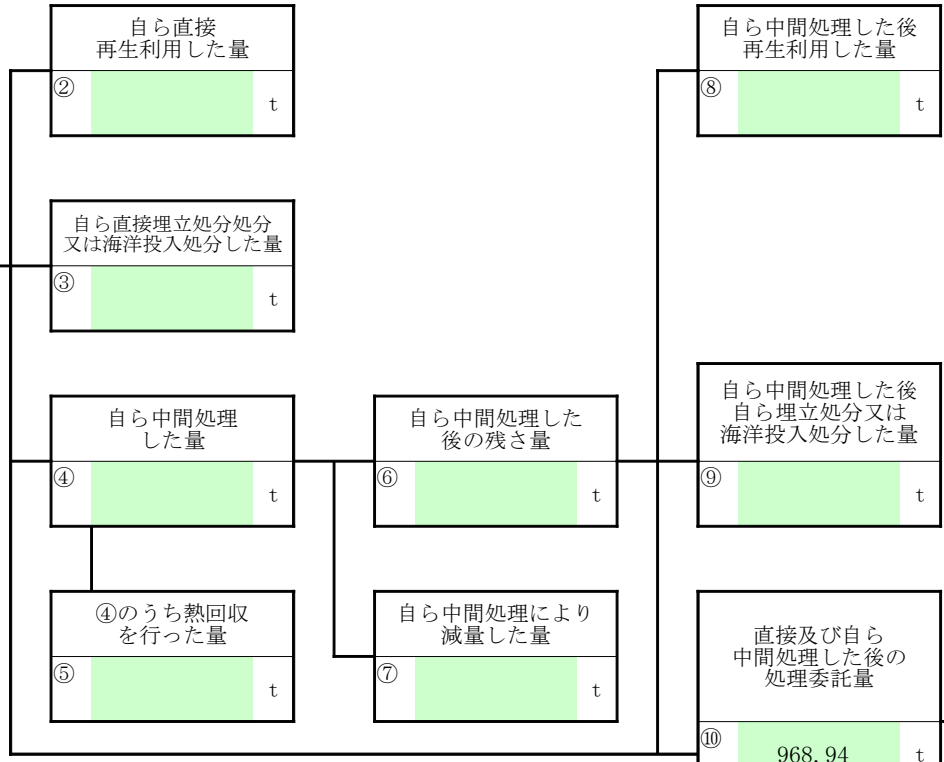 自ら直接
再生利用した量
② t
自ら中間処理した後
再生利用した量
⑧ t
自ら直接埋立処分処分
又は海洋投入処分した量
③ t
自ら中間処理
した量
④ t
自ら中間処理した
後の残さ量
⑥ t
自ら中間処理した後
自ら埋立処分又は
海洋投入処分した量
⑨ t
④のうち熱回収
を行った量
⑤ t
自ら中間処理により
減量した量
⑦ t
直接及び自ら
中間処理した後の
処理委託量
⑩ 968.94 t